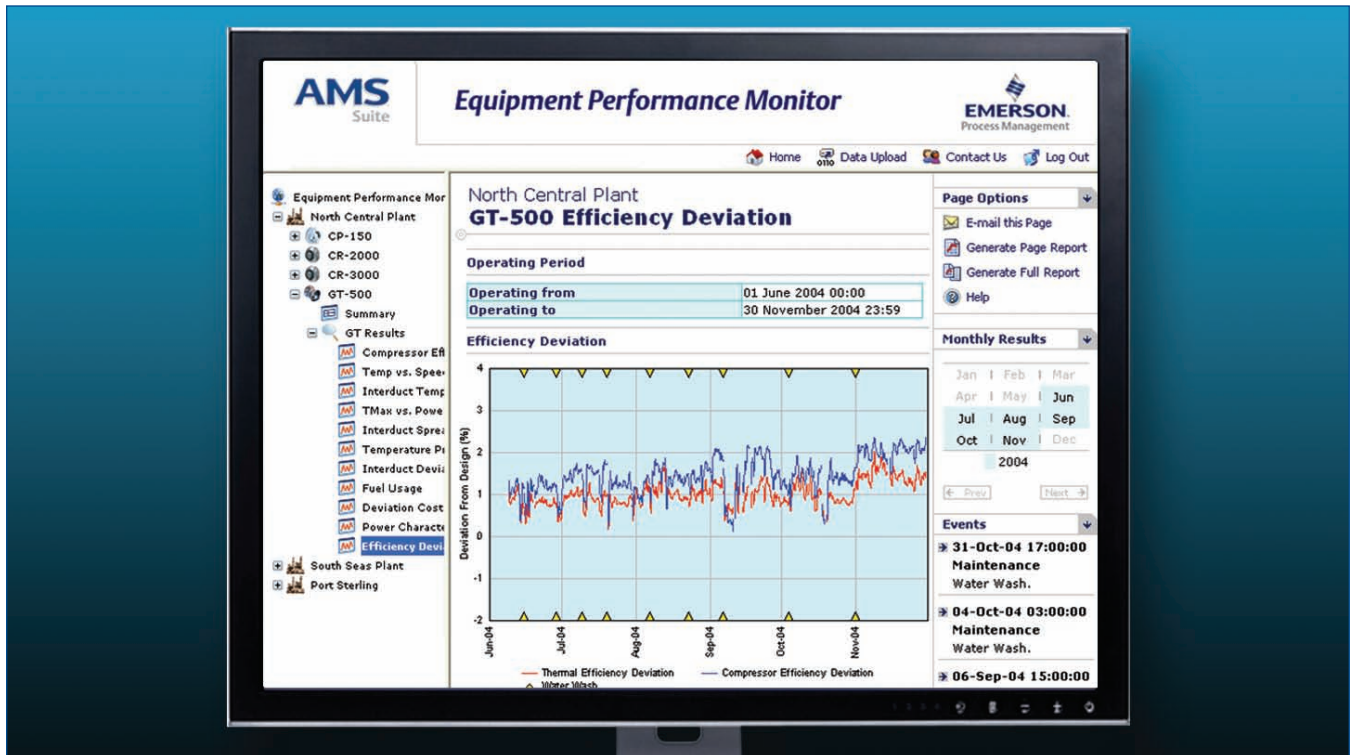 AMS
Suite
Equipment Performance Monitor
EMERSON.
Process Management
Home Data Upload Contact Us Log Out
Equipment Performance Mor
North Central Plant
CP-150
CR-2000
CR-3000
GT-500
Summary
GT Results
Compressor Eff
Temp vs. Speed
Interduct Temp
TMax vs. Powe
Interduct Sprea
Temperature Pr
Interduct Devia
Fuel Usage
Deviation Cost
Power Characte
Efficiency Devi
South Seas Plant
Port Sterling
North Central Plant
GT-500 Efficiency Deviation
Operating Period
Operating from 01 June 2004 00:00
Operating to 30 November 2004 23:59
Efficiency Deviation
Deviation From Design (%)
4
3
2
1
0
-1
-2
Jun-04 Jul-04 Aug-04 Sep-04 Oct-04 Nov-04
Thermal Efficiency Deviation Compressor Efficiency Deviation
Water Wash
Page Options
E-mail this Page
Generate Page Report
Generate Full Report
Help
Monthly Results
Jan Feb Mar
Apr May Jun
Jul Aug Sep
Oct Nov Dec
2004
Prev Next
Events
31-Oct-04 17:00:00
Maintenance
Water Wash.
04-Oct-04 03:00:00
Maintenance
Water Wash.
06-Sep-04 15:00:00